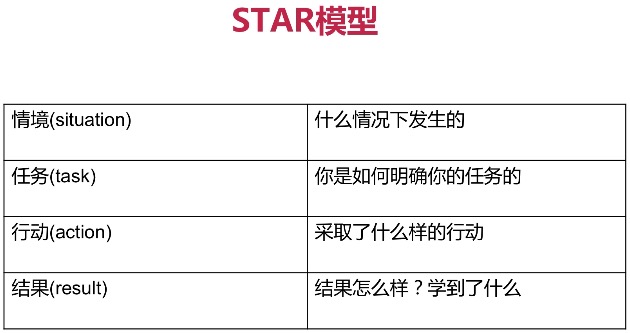 STAR模型
情境(situation) 什么情况下发生的
任务(task) 你是如何明确你的任务的
行动(action) 采取了什么样的行动
结果(result) 结果怎么样？学到了什么